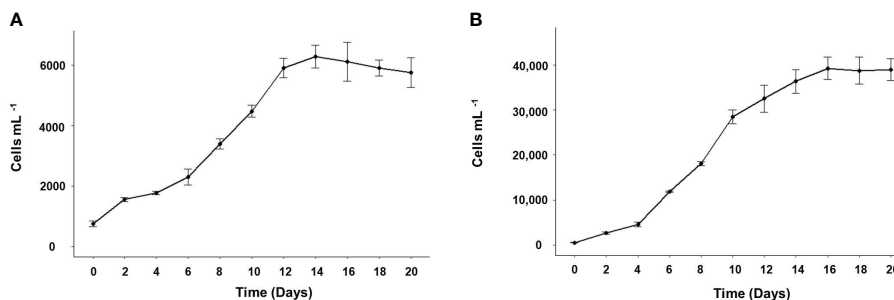 A
Cells mL -1
6000
4000
2000
0
0 2 4 6 8 10 12 14 16 18 20
Time (Days)
B
Cells mL -1
40,000
30,000
20,000
10,000
0
0 2 4 6 8 10 12 14 16 18 20
Time (Days)